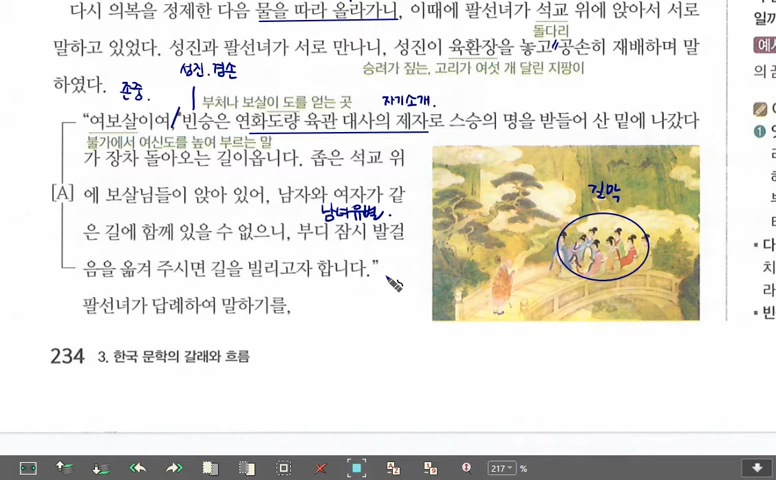 다시 의복을 정제한 다음 물을 따라 올라가니, 이때에 팔선녀가 석교 위에 앉아서 서로
돌다리
말하고 있었다. 성진과 팔선녀가 서로 만나니, 성진이 육환장을 놓고 공손히 재배하며 말
성진.겸손
승려가 짚는, 고리가 여섯 개 달린 지팡이
하였다.
존중.
부처나 보살이 도를 얻는 곳
자기소개.
“여보살이여, 빈승은 연화도량 육관 대사의 제자로 스승의 명을 받들어 산 밑에 나갔다
불가에서 여신도를 높여 부르는 말
가 장차 돌아오는 길이옵니다. 좁은 석교 위
[A] 에 보살님들이 앉아 있어, 남자와 여자가 같
길막
남녀유별.
은 길에 함께 있을 수 없으니, 부디 잠시 발걸
음을 옮겨 주시면 길을 빌리고자 합니다.”
팔선녀가 답례하여 말하기를,
234 3. 한국 문학의 갈래와 흐름
일까
예시
의 
1
다
치
라
빈
217 %